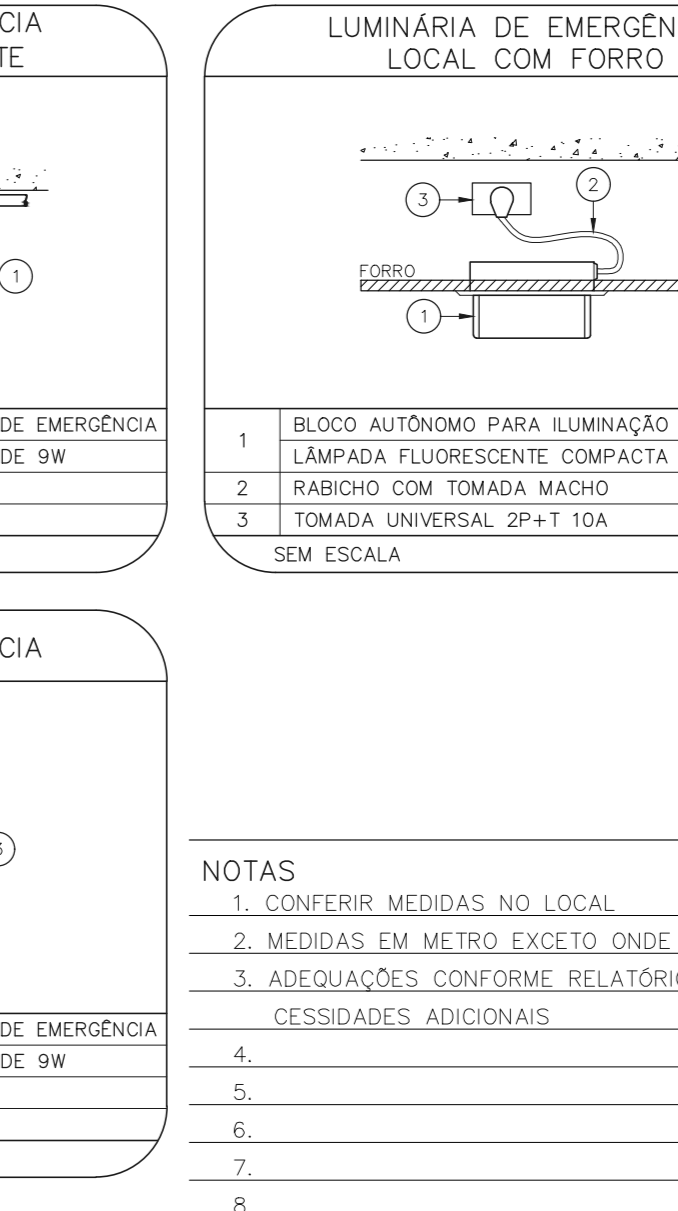 CIA
TE
1
DE EMERGÊNCIA
DE 9W
LUMINÁRIA DE EMERGÊN
LOCAL COM FORRO
3
2
FORRO
1
1 BLOCO AUTÔNOMO PARA ILUMINAÇÃO
LÂMPADA FLUORESCENTE COMPACTA
2 RABICHO COM TOMADA MACHO
3 TOMADA UNIVERSAL 2P+T 10A
SEM ESCALA
CIA
3
DE EMERGÊNCIA
DE 9W
NOTAS
1. CONFERIR MEDIDAS NO LOCAL
2. MEDIDAS EM METRO EXCETO ONDE
3. ADEQUAÇÕES CONFORME RELATÓRIO
CESSIDADES ADICIONAIS
4.
5.
6.
7.
8